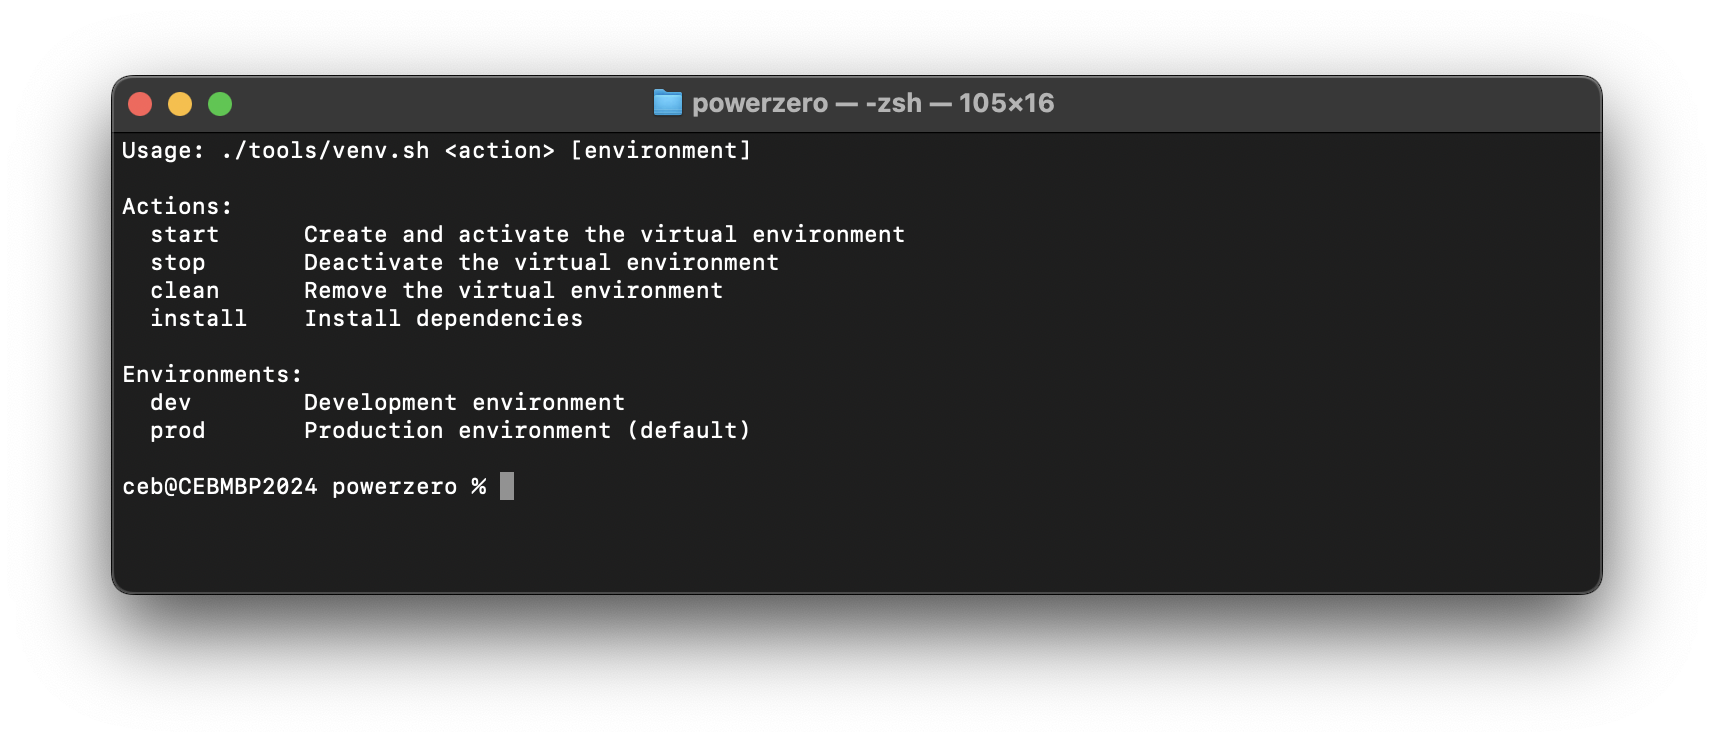 powerzero — -zsh — 105×16
Usage: ./tools/venv.sh <action> [environment]
Actions:
start Create and activate the virtual environment
stop Deactivate the virtual environment
clean Remove the virtual environment
install Install dependencies
Environments:
dev Development environment
prod Production environment (default)
ceb@CEBMBP2024 powerzero %